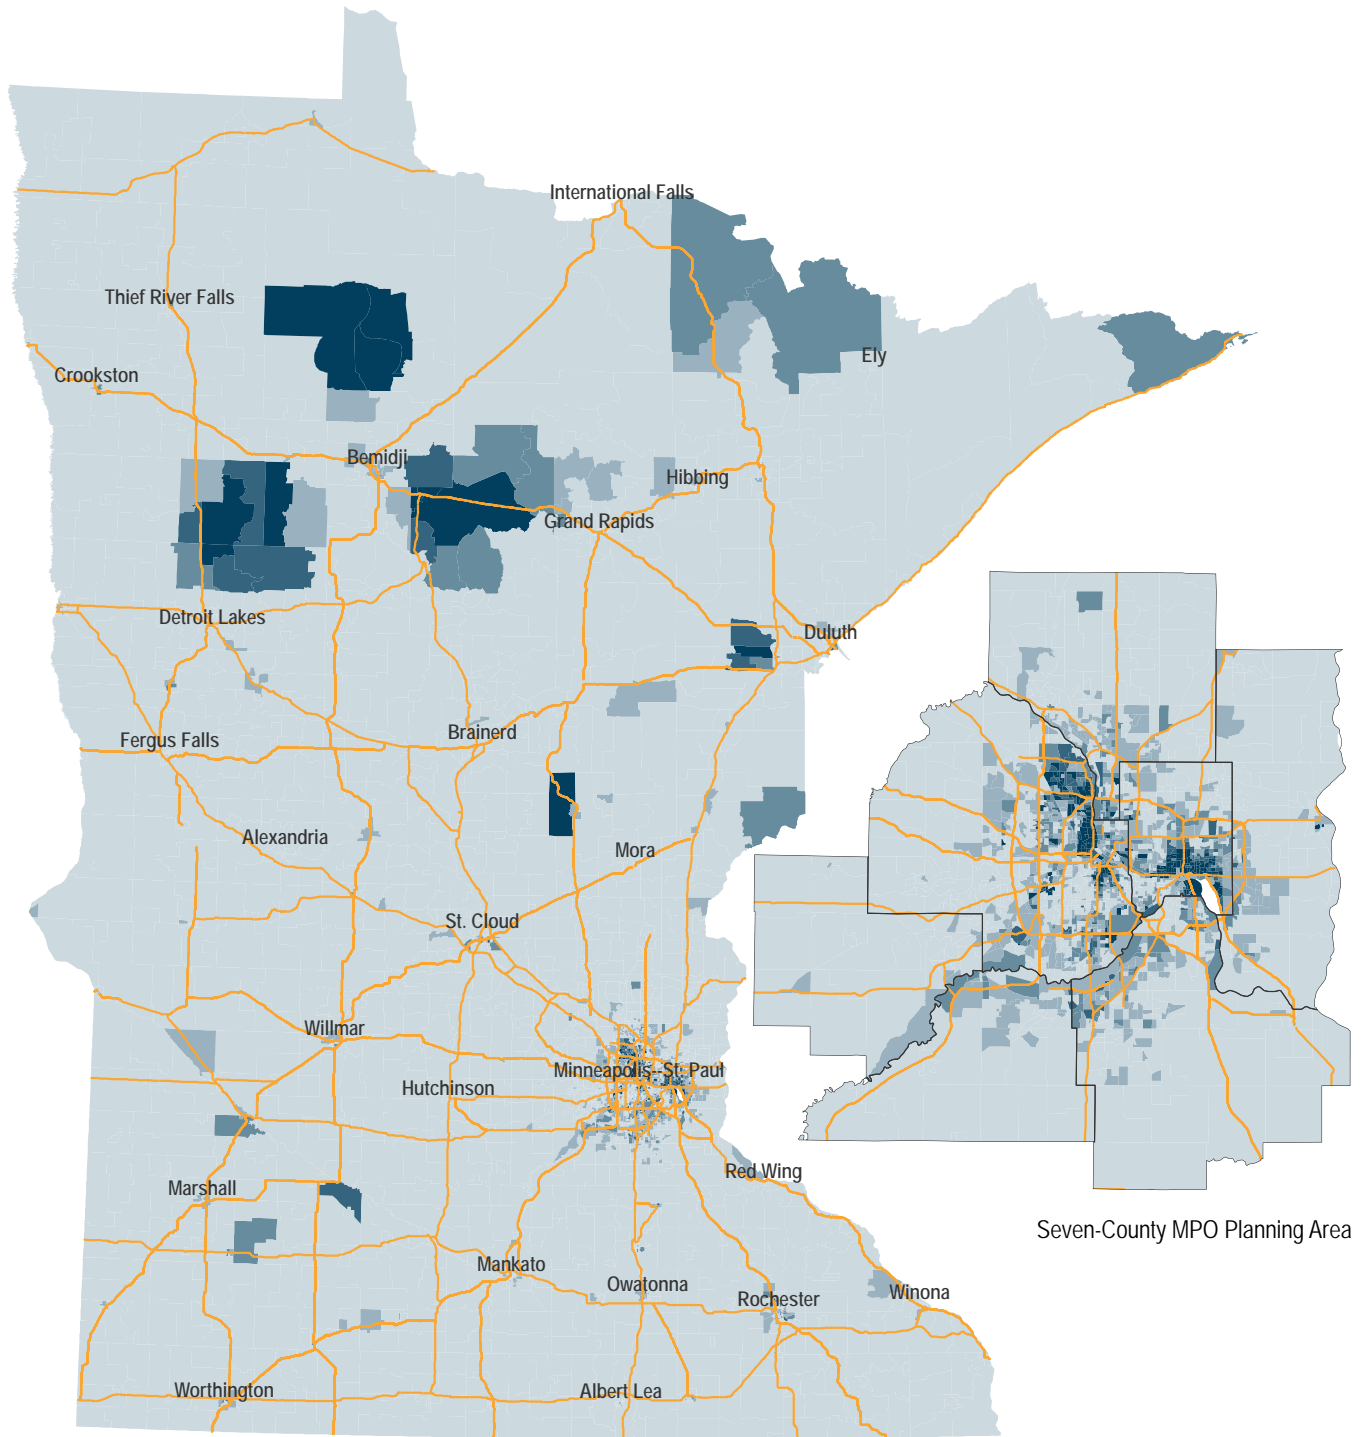 International Falls
Thief River Falls
Ely
Crookston
Bemidji
Hibbing
Grand Rapids
Detroit Lakes
Duluth
Brainerd
Fergus Falls
Alexandria
Mora
St. Cloud
Willmar
Minneapolis--St. Paul
Hutchinson
Red Wing
Marshall
Seven-County MPO Planning Area
Mankato
Owatonna
Rochester
Winona
Worthington
Albert Lea